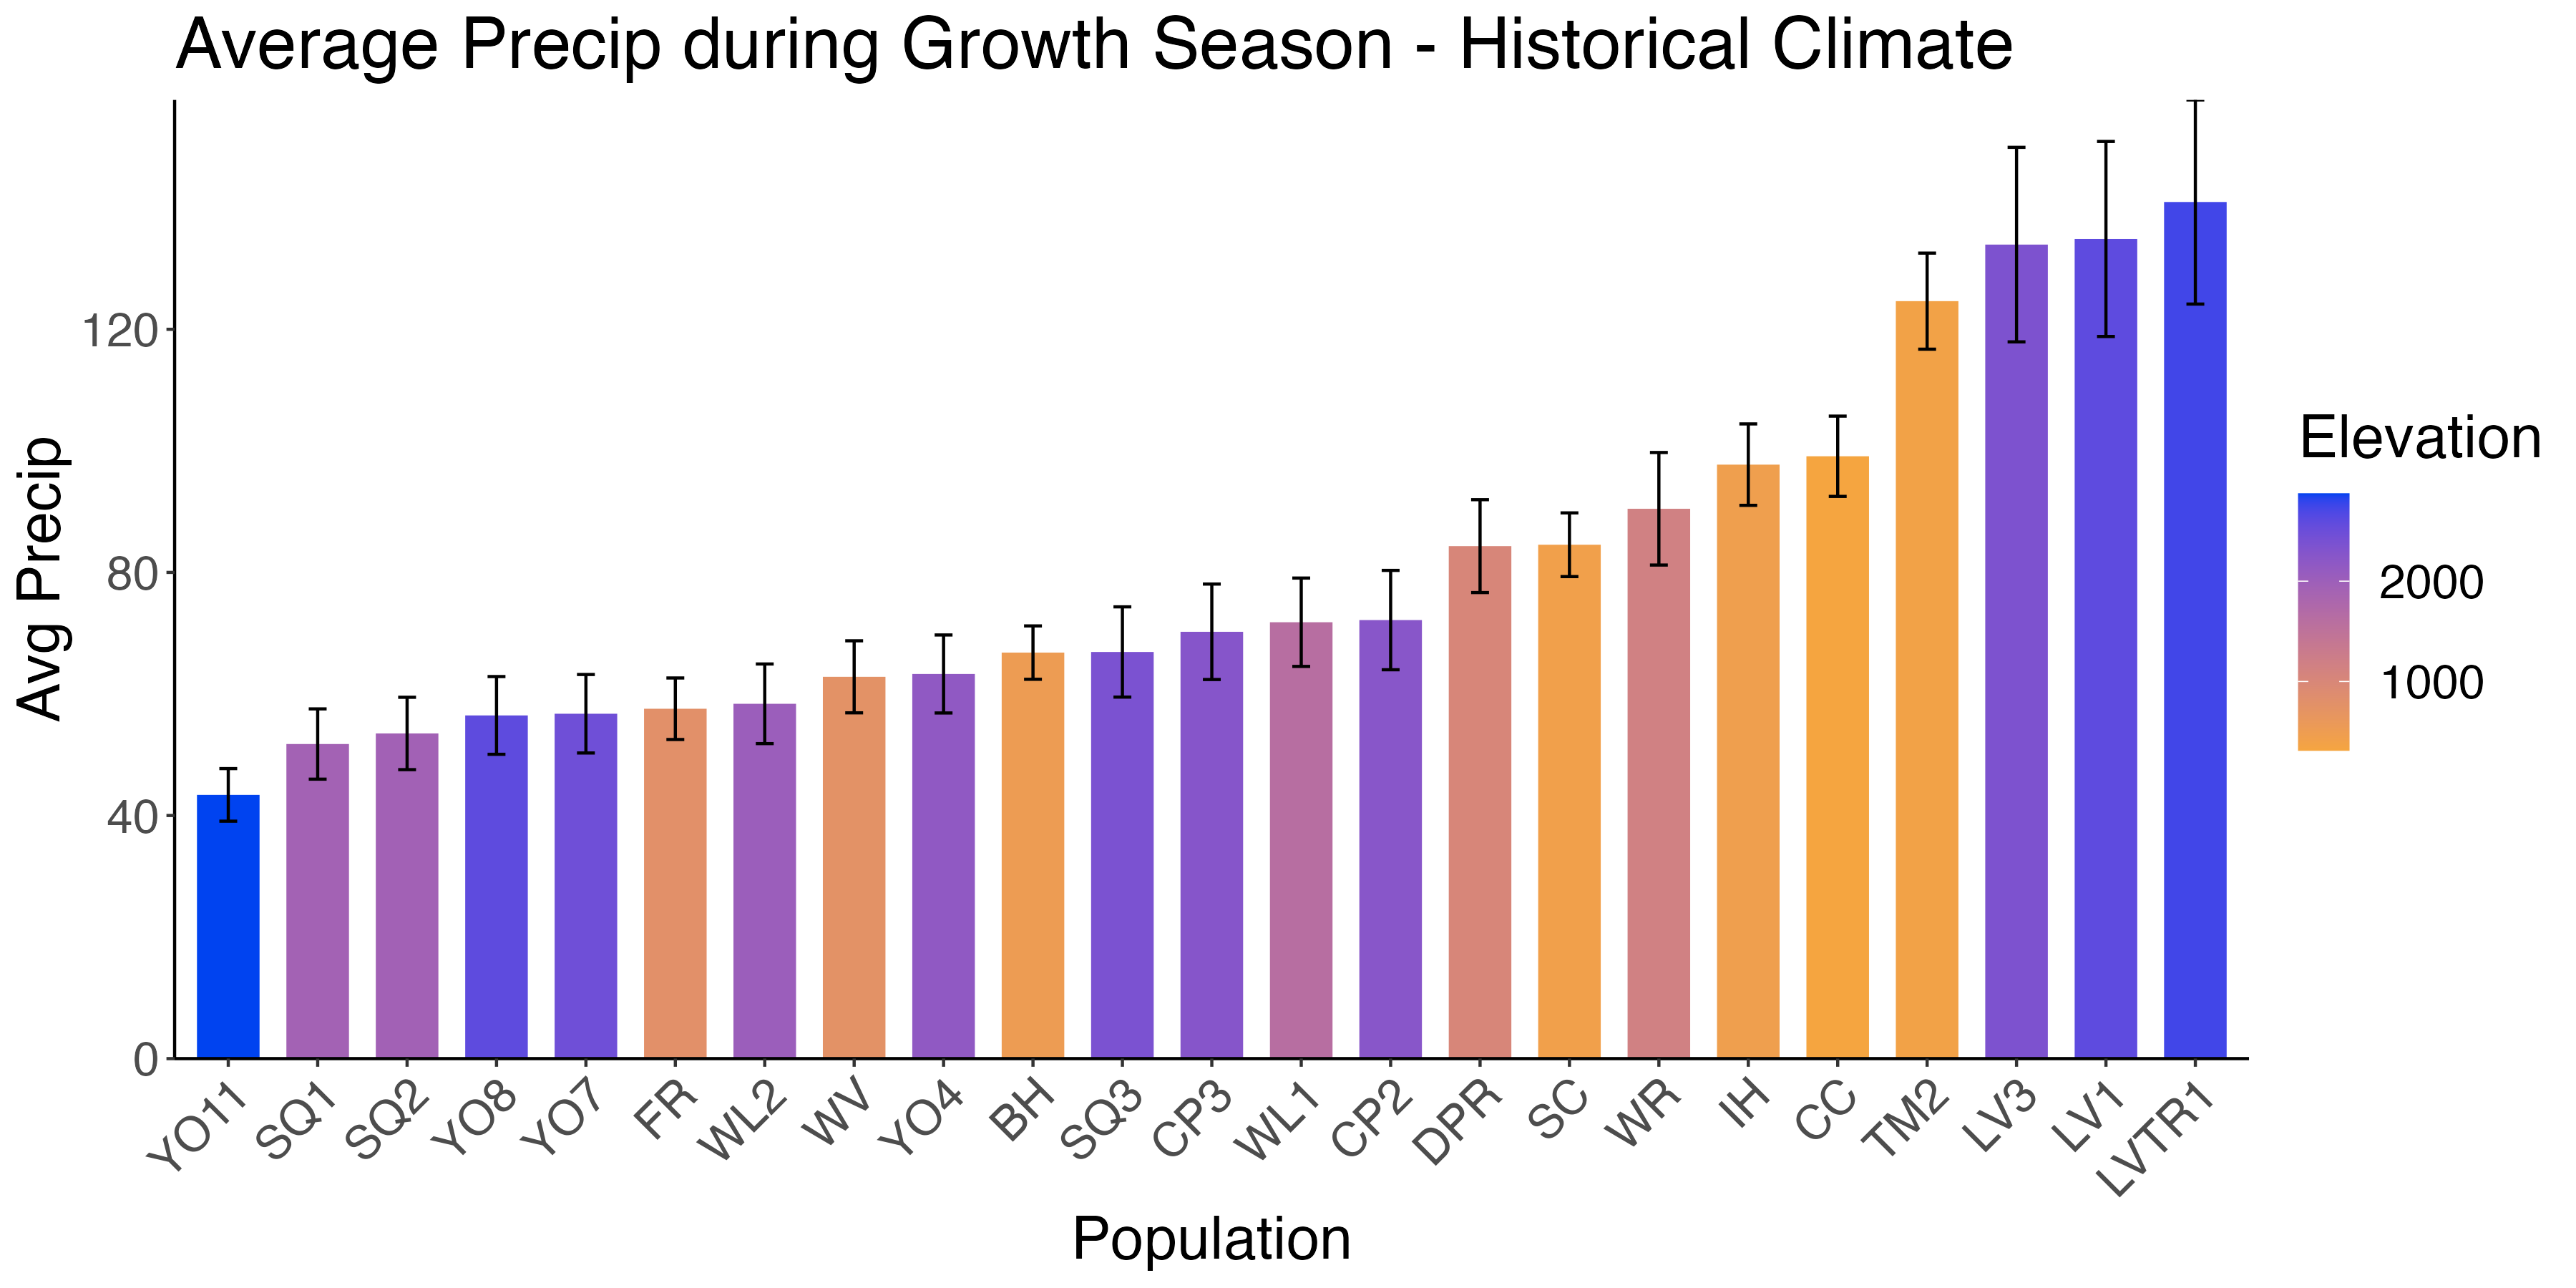 Average Precip during Growth Season - Historical Climate
Avg Precip
120
80
40
0
YO11
SQ1
SQ2
YO8
YO7
FR
WL2
WV
YO4
BH
SQ3
CP3
WL1
CP2
DPR
SC
WR
IH
CC
TM2
LV3
LV1
LVTR1
Population
Elevation
2000
1000